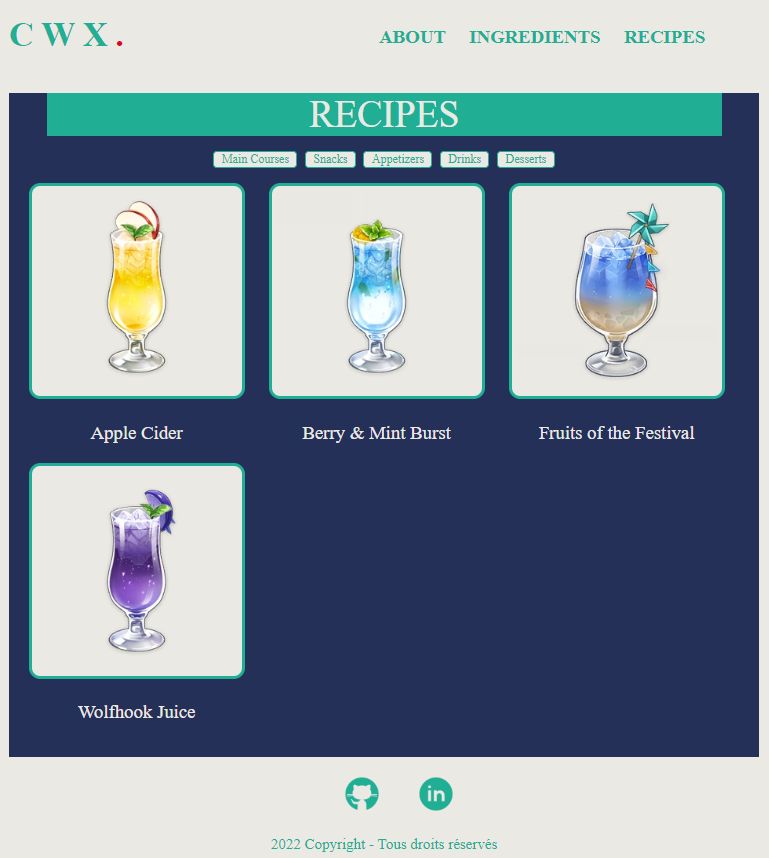 C W X .
ABOUT INGREDIENTS RECIPES
RECIPES
Main Courses Snacks Appetizers Drinks Desserts
Apple Cider Berry & Mint Burst Fruits of the Festival
Wolfhook Juice
in
2022 Copyright - Tous droits réservés